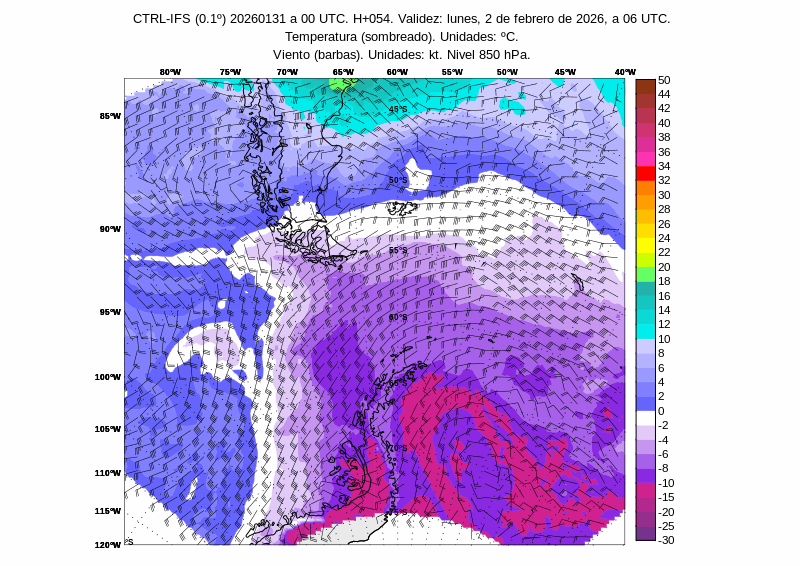 CTRL-IFS (0.1º) 20260131 a 00 UTC. H+054. Validez: lunes, 2 de febrero de 2026, a 06 UTC.
Temperatura (sombreado). Unidades: ºC.
Viento (barbas). Unidades: kt. Nivel 850 hPa.
80°W 75°W 70°W 65°W 60°W 55°W 50°W 45°W 40°W
85°W
90°W
95°W
100°W
105°W
110°W
115°W
120°W
45°S
50°S
55°S
60°S
65°S
70°S
75°S
50
44
42
40
38
36
34
32
30
28
26
24
22
20
18
16
14
12
10
8
6
4
2
0
-2
-4
-6
-8
-10
-15
-20
-25
-30